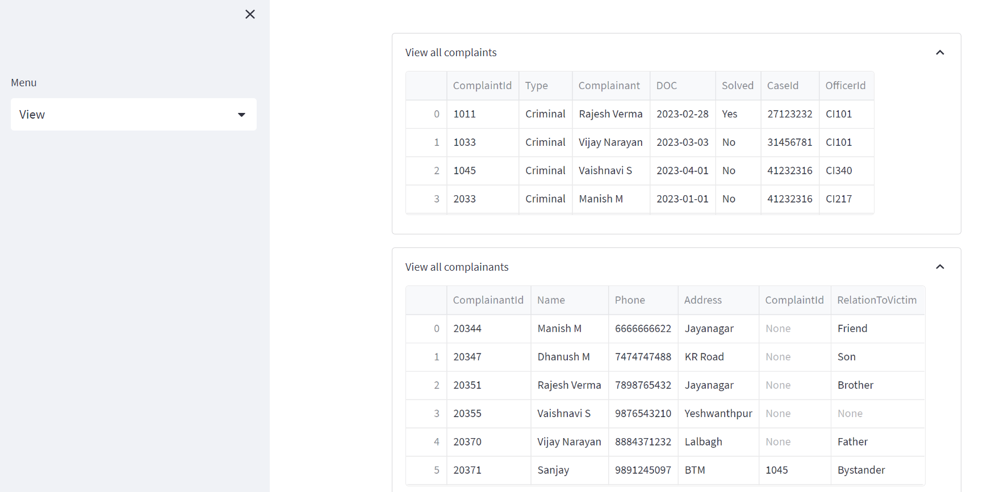 Menu
View
View all complaints
ComplaintId Type Complainant DOC Solved CaseId OfficerId
0 1011 Criminal Rajesh Verma 2023-02-28 Yes 27123232 CI101
1 1033 Criminal Vijay Narayan 2023-03-03 No 31456781 CI101
2 1045 Criminal Vaishnavi S 2023-04-01 No 41232316 CI340
3 2033 Criminal Manish M 2023-01-01 No 41232316 CI217
View all complainants
ComplainantId Name Phone Address ComplaintId RelationToVictim
0 20344 Manish M 6666666622 Jayanagar None Friend
1 20347 Dhanush M 7474747488 KR Road None Son
2 20351 Rajesh Verma 7898765432 Jayanagar None Brother
3 20355 Vaishnavi S 9876543210 Yeshwanthpur None None
4 20370 Vijay Narayan 8884371232 Lalbagh None Father
5 20371 Sanjay 9891245097 BTM 1045 Bystander